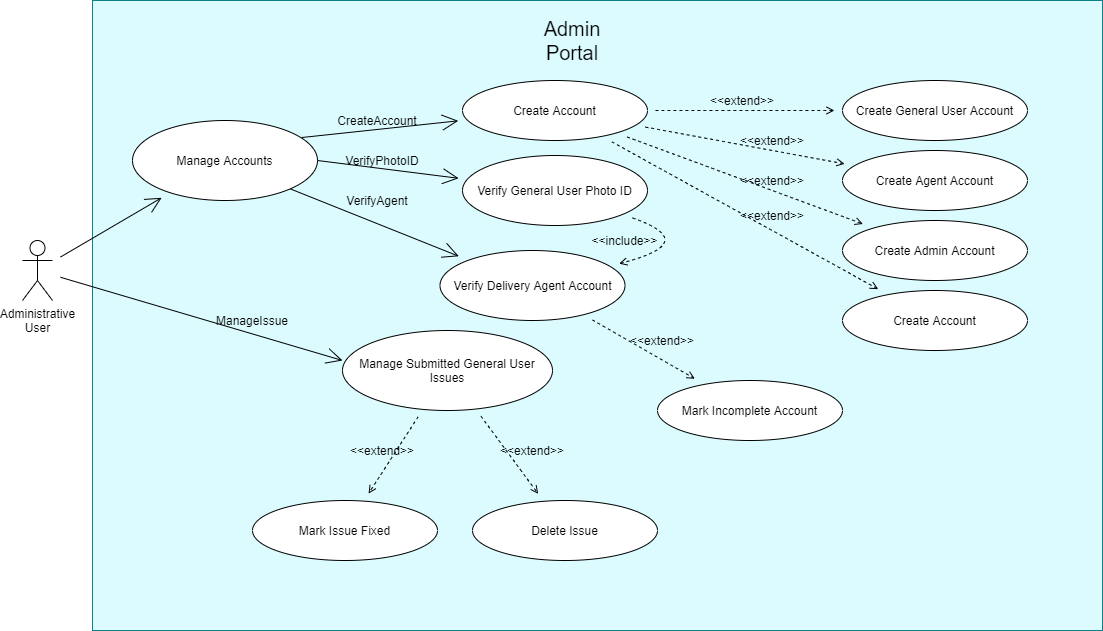 Admin
Portal
Create Account
<<extend>>
Create General User Account
CreateAccount
<<extend>>
Manage Accounts
VerifyPhotoID
Verify General User Photo ID
<<extend>>
Create Agent Account
VerifyAgent
<<extend>>
<<include>>
Create Admin Account
Verify Delivery Agent Account
Administrative
User
ManageIssue
Create Account
<<extend>>
Manage Submitted General User
Issues
Mark Incomplete Account
<<extend>>
<<extend>>
Mark Issue Fixed
Delete Issue